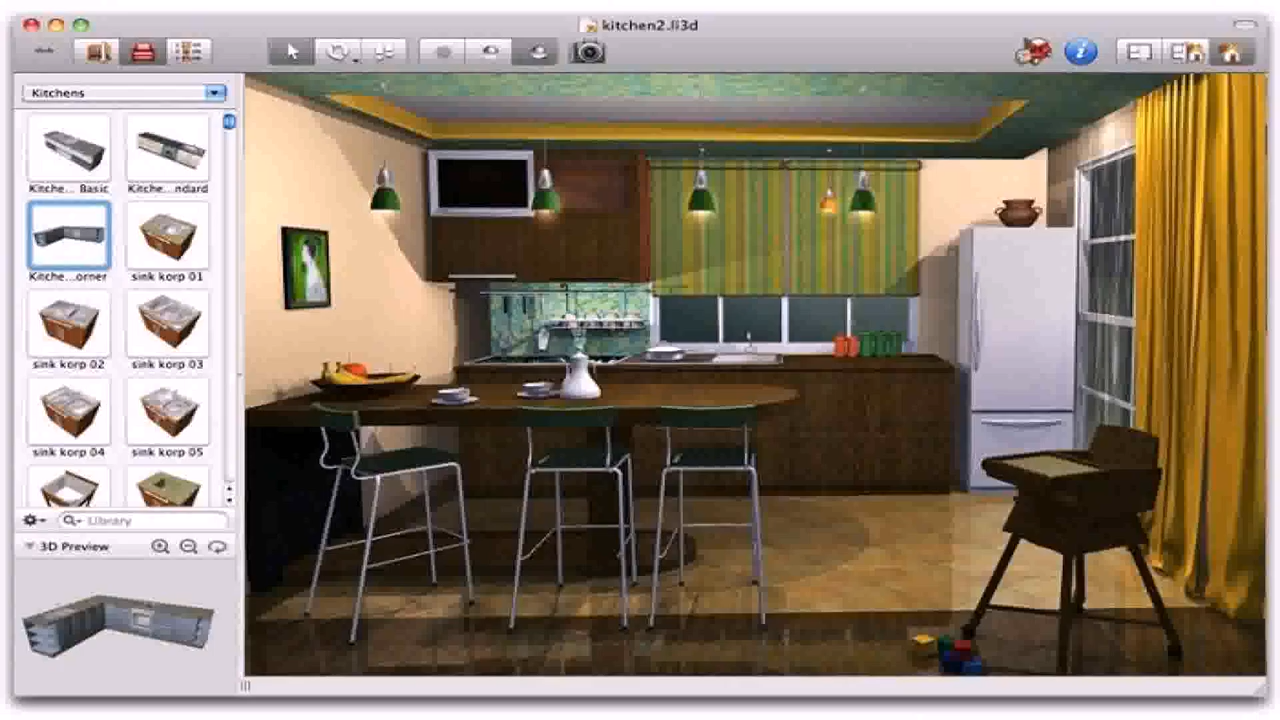 kitchen2.li3d
Kitchens
Kitche... Basic
Kitche...ndard
Kitche...orner
sink korp 01
sink korp 02
sink korp 03
sink korp 04
sink korp 05
Library
3D Preview